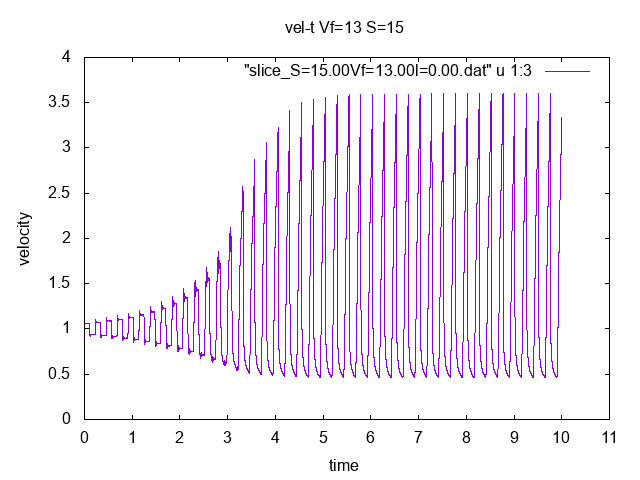 vel-t Vf=13 S=15
"slice_S=15.00Vf=13.00I=0.00.dat" u 1:3
4
3.5
3
2.5
2
1.5
1
0.5
0
velocity
0 1 2 3 4 5 6 7 8 9 10 11
time